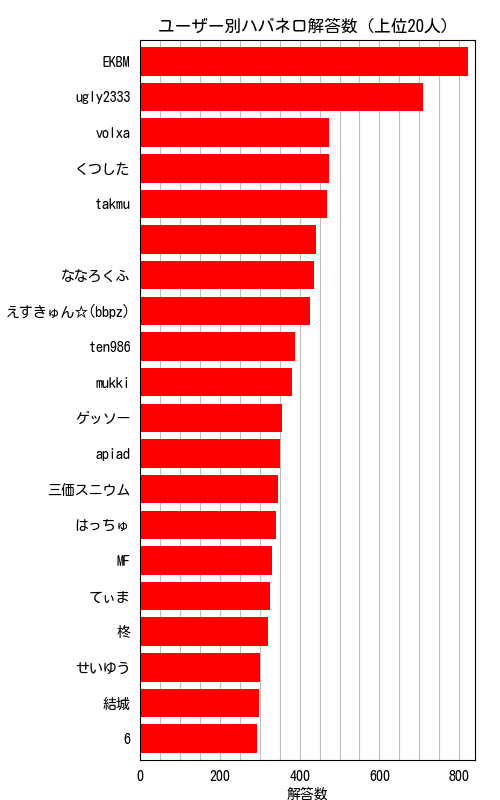 ユーザー別ハバネロ解答数 (上位20人)
EKBM
ugly2333
volxa
くつした
takmu
ななろくふ
えすきゅん☆(bbpz)
ten986
mukki
ゲッソー
apiad
三価スニウム
はっちゅ
MF
てぃま
柊
せいゆう
結城
6
0 200 400 600 800
解答数